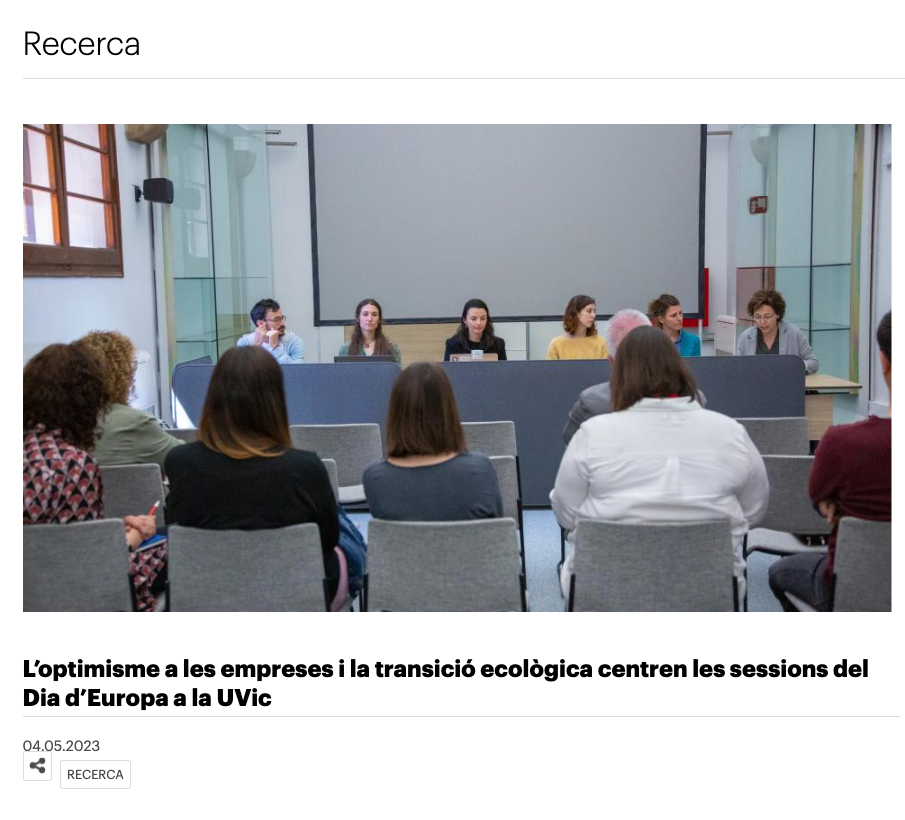 Recerca
L’optimisme a les empreses i la transició ecològica centren les sessions del
Dia d’Europa a la UVic
04.05.2023
RECERCA